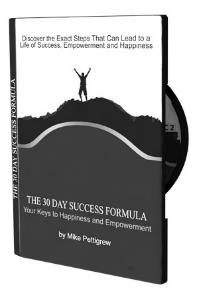 Discover the Exact Steps That Can Lead to a
Life of Success, Empowerment and Happiness
THE 30 DAY SUCCESS FORMULA
THE 30 DAY SUCCESS FORMULA
Your Keys to Happiness and Empowerment
by Mike Pettigrew